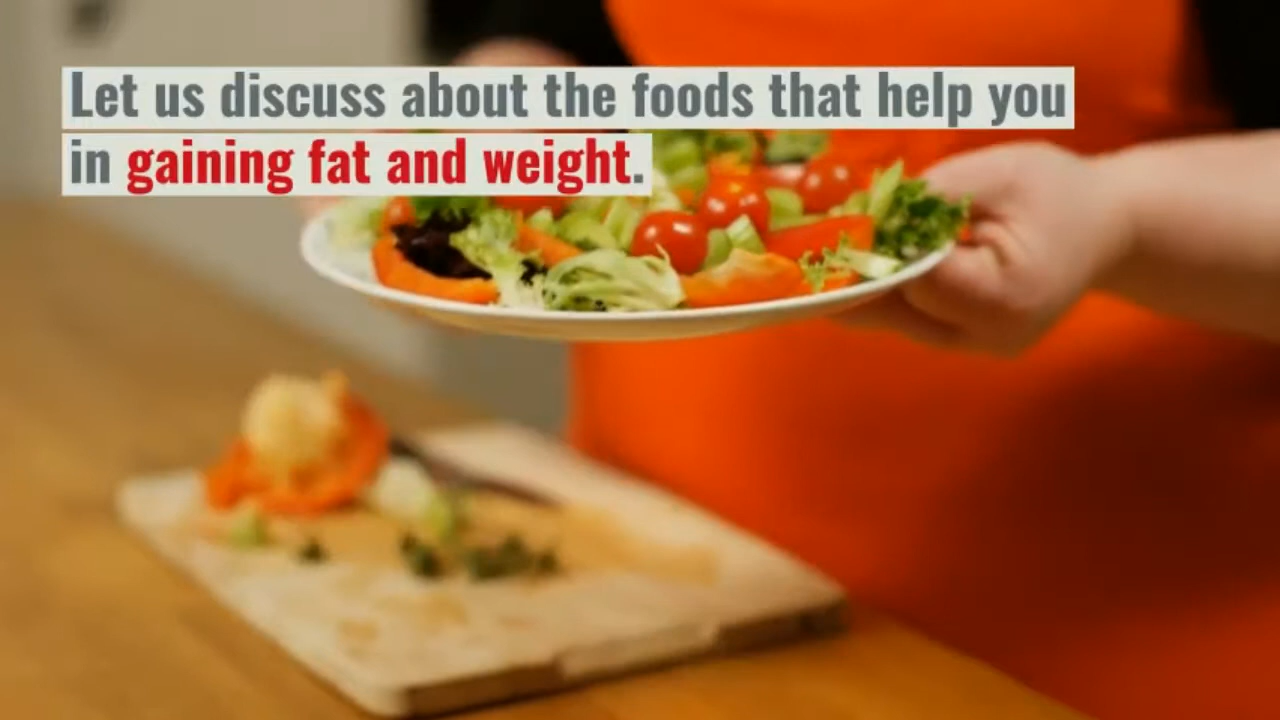 Let us discuss about the foods that help you
in gaining fat and weight.